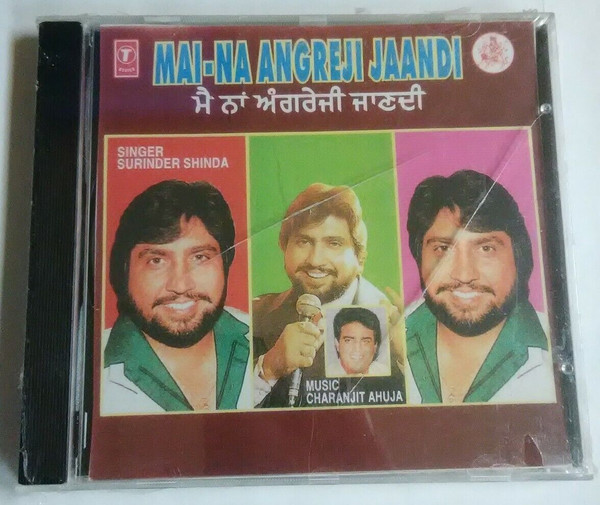 T
MAI-NA ANGREJI JAANDI
ਮੈ ਨਾਂ ਅੰਗਰੇਜੀ ਜਾਣਦੀ
SINGER
SURINDER SHINDA
MUSIC
CHARANJIT AHUJA